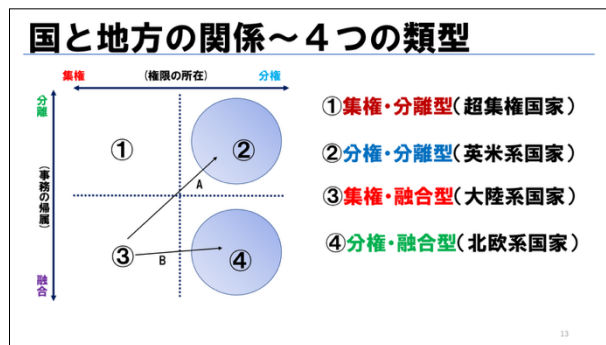 国と地方の関係～４つの類型
集権
(権限の所在)
分権
分離
(事務の帰属)
融合
①
②
A
③
B
④
①集権・分離型(超集権国家)
②分権・分離型(英米系国家)
③集権・融合型(大陸系国家)
④分権・融合型(北欧系国家)
13